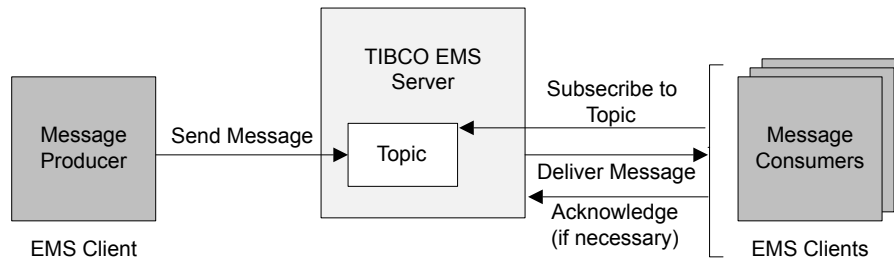 TIBCO EMS
Server
Message
Producer
Send Message
Topic
Subsecribe to
Topic
Deliver Message
Acknowledge
(if necessary)
Message
Consumers
EMS Client
EMS Clients